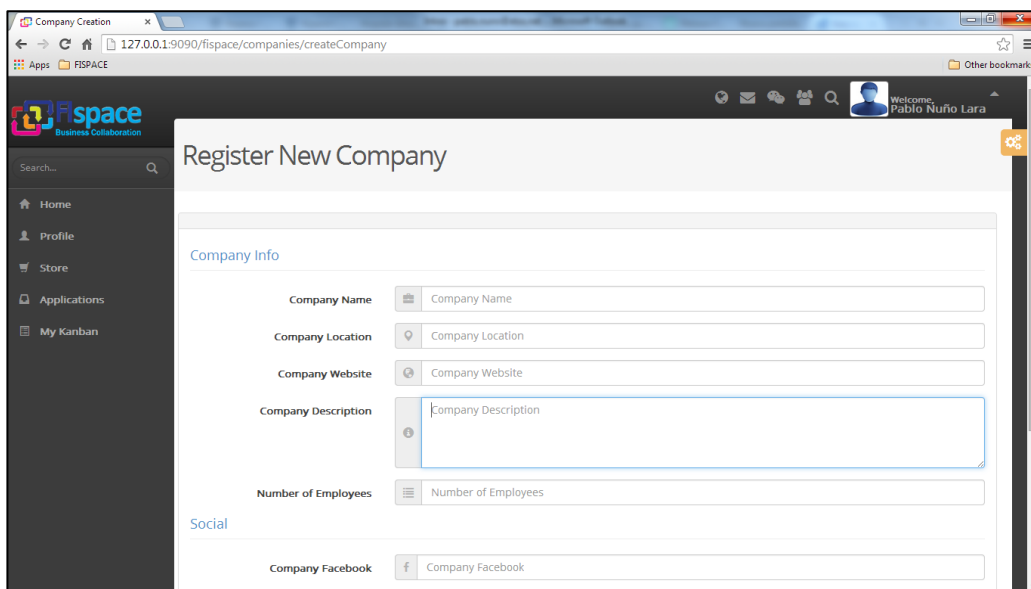 Company Creation
127.0.0.1:9090/fispace/companies/createCompany
Apps FISPACE Other bookmark
FIspace
Business Collaboration
Welcome,
Pablo Nuño Lara
Search...
Register New Company
Home
Profile
Store
Applications
My Kanban
Company Info
Company Name Company Name
Company Location Company Location
Company Website Company Website
Company Description Company Description
Number of Employees Number of Employees
Social
Company Facebook Company Facebook